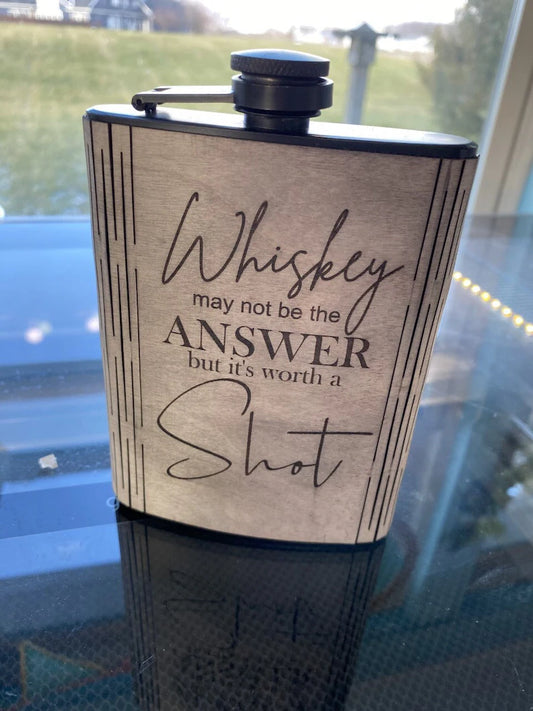 Whiskey
may not be the
ANSWER
but it's worth a
Shot